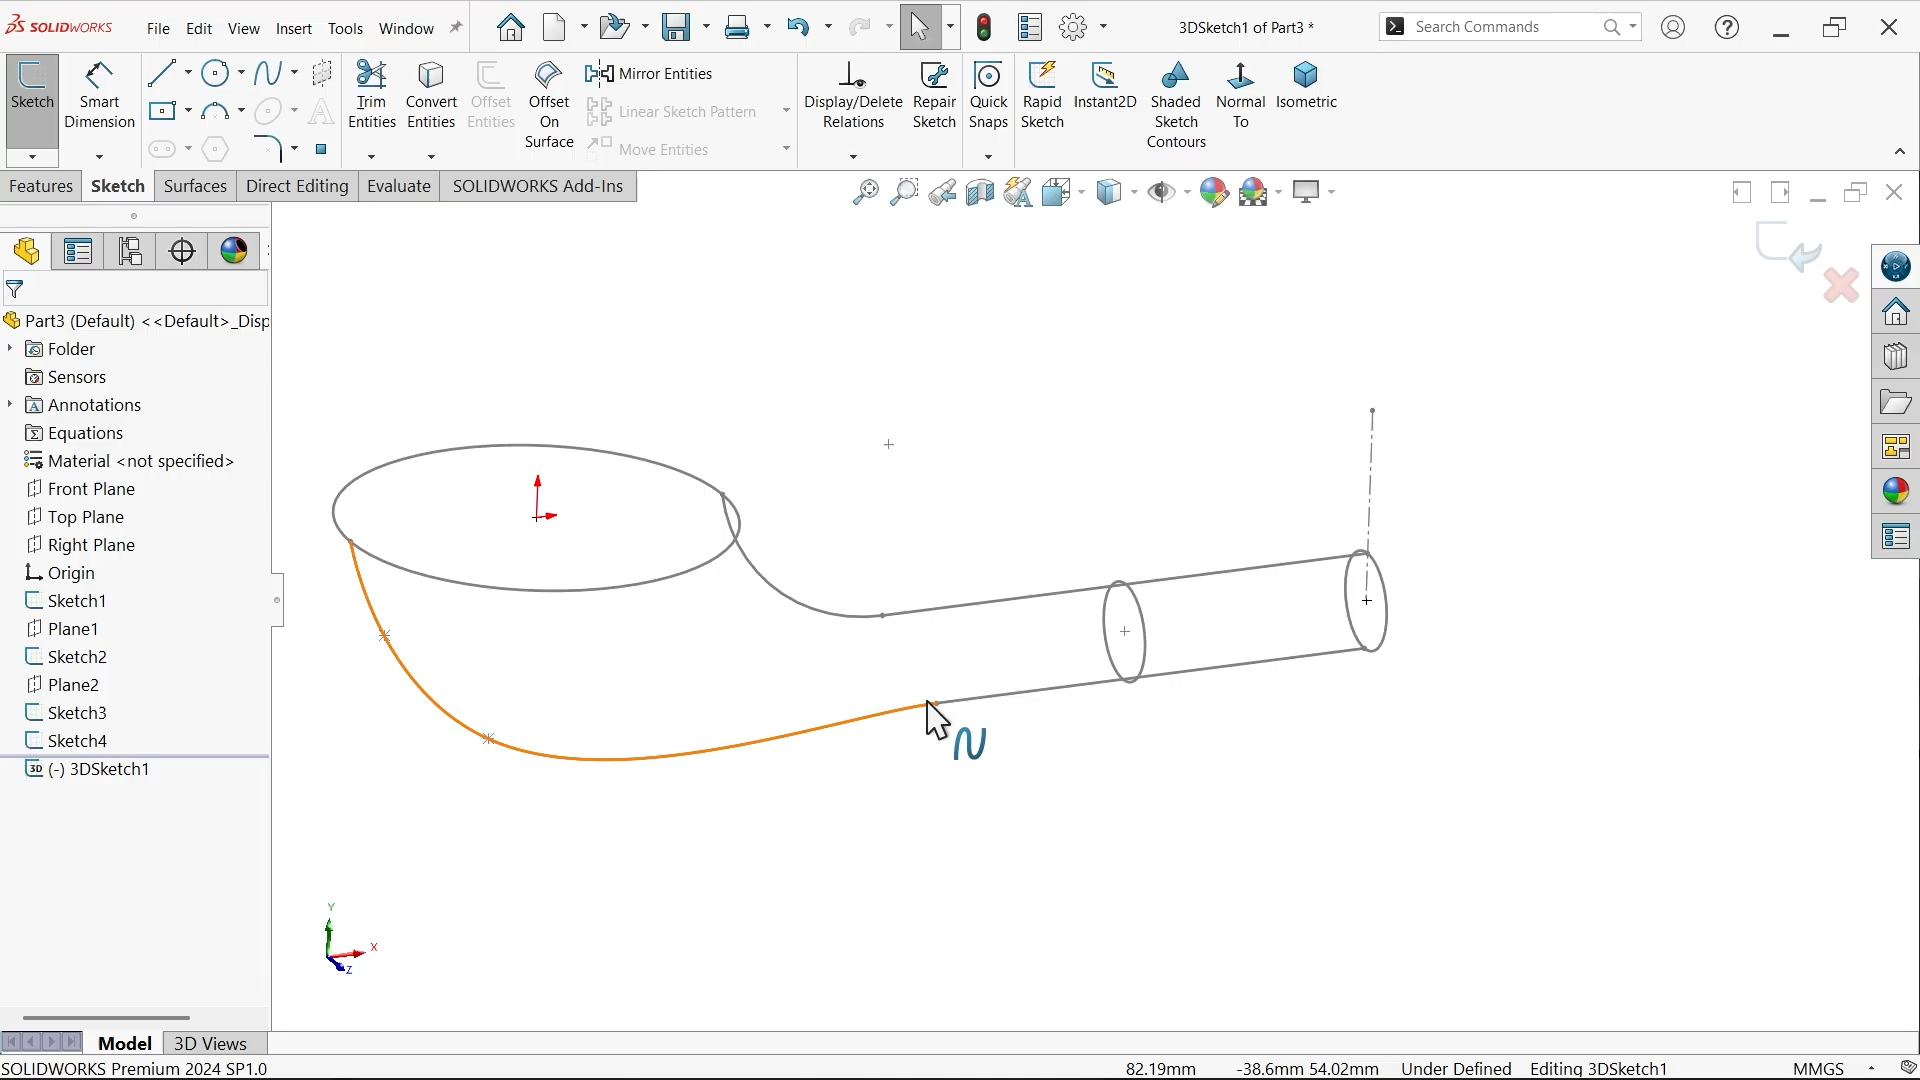 SOLIDWORKS
File Edit View Insert Tools Window
3DSketch1 of Part3 *
Search Commands
Sketch
Smart Dimension
Trim Entities
Convert Entities
Offset Entities
Offset On Surface
Mirror Entities
Linear Sketch Pattern
Move Entities
Display/Delete Relations
Repair Sketch
Quick Snaps
Rapid Sketch
Instant2D
Shaded Sketch Contours
Normal To
Isometric
Features Sketch Surfaces Direct Editing Evaluate SOLIDWORKS Add-Ins
Part3 (Default) <<Default>_Disp
Folder
Sensors
Annotations
Equations
Material <not specified>
Front Plane
Top Plane
Right Plane
Origin
Sketch1
Plane1
Sketch2
Plane2
Sketch3
Sketch4
3D (-) 3DSketch1
Y
X
Z
Model 3D Views
SOLIDWORKS Premium 2024 SP1.0
82.19mm -38.6mm 54.02mm Under Defined Editing 3DSketch1 MMGS